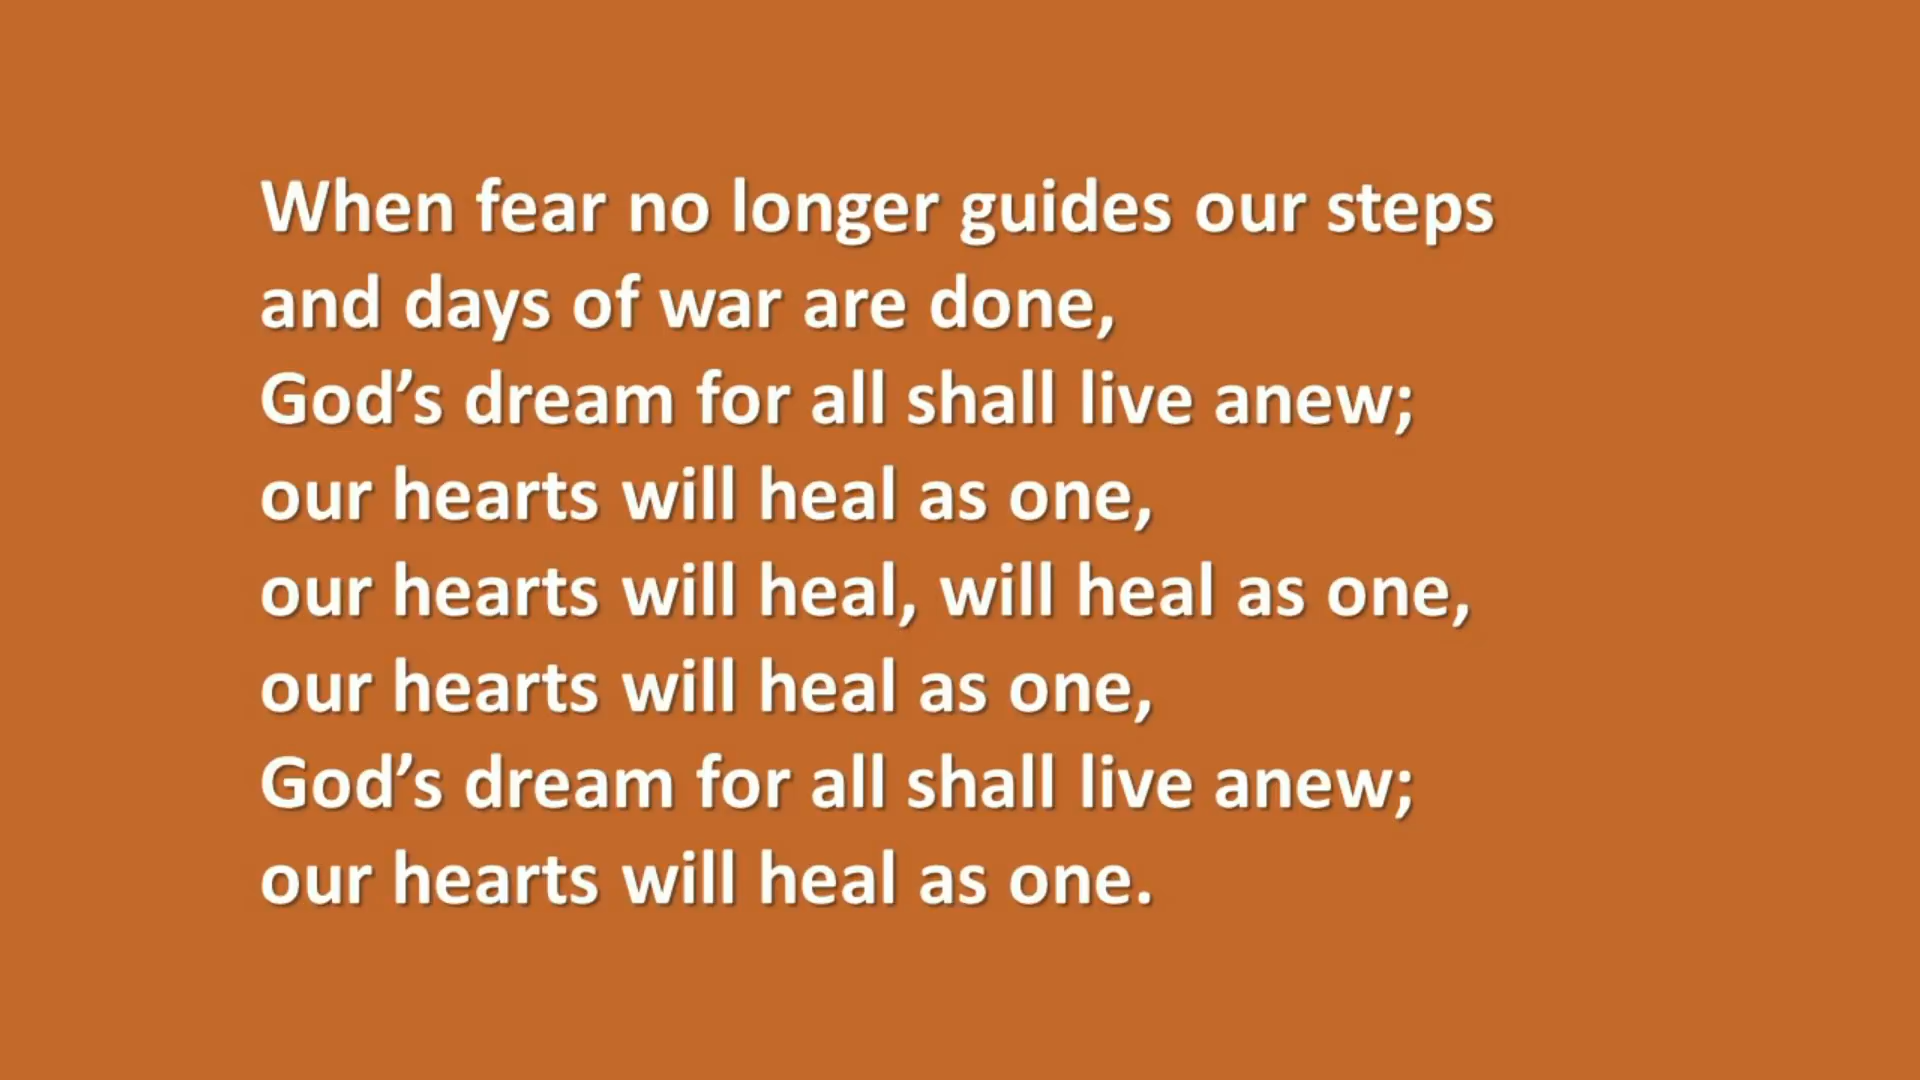 When fear no longer guides our steps
and days of war are done,
God’s dream for all shall live anew;
our hearts will heal as one,
our hearts will heal, will heal as one,
our hearts will heal as one,
God’s dream for all shall live anew;
our hearts will heal as one.